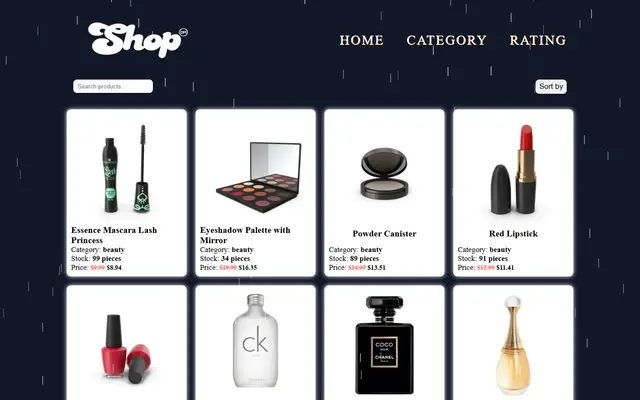 Shop
HOME CATEGORY RATING
Search products...
Sort by
Essence Mascara Lash
Princess
Category: beauty
Stock: 99 pieces
Price: $9.99 $8.94
Eyeshadow Palette with
Mirror
Category: beauty
Stock: 34 pieces
Price: $19.99 $16.35
Powder Canister
Category: beauty
Stock: 89 pieces
Price: $14.99 $13.51
Red Lipstick
Category: beauty
Stock: 91 pieces
Price: $12.99 $11.41
ck
COCO
NOIR
CHANEL